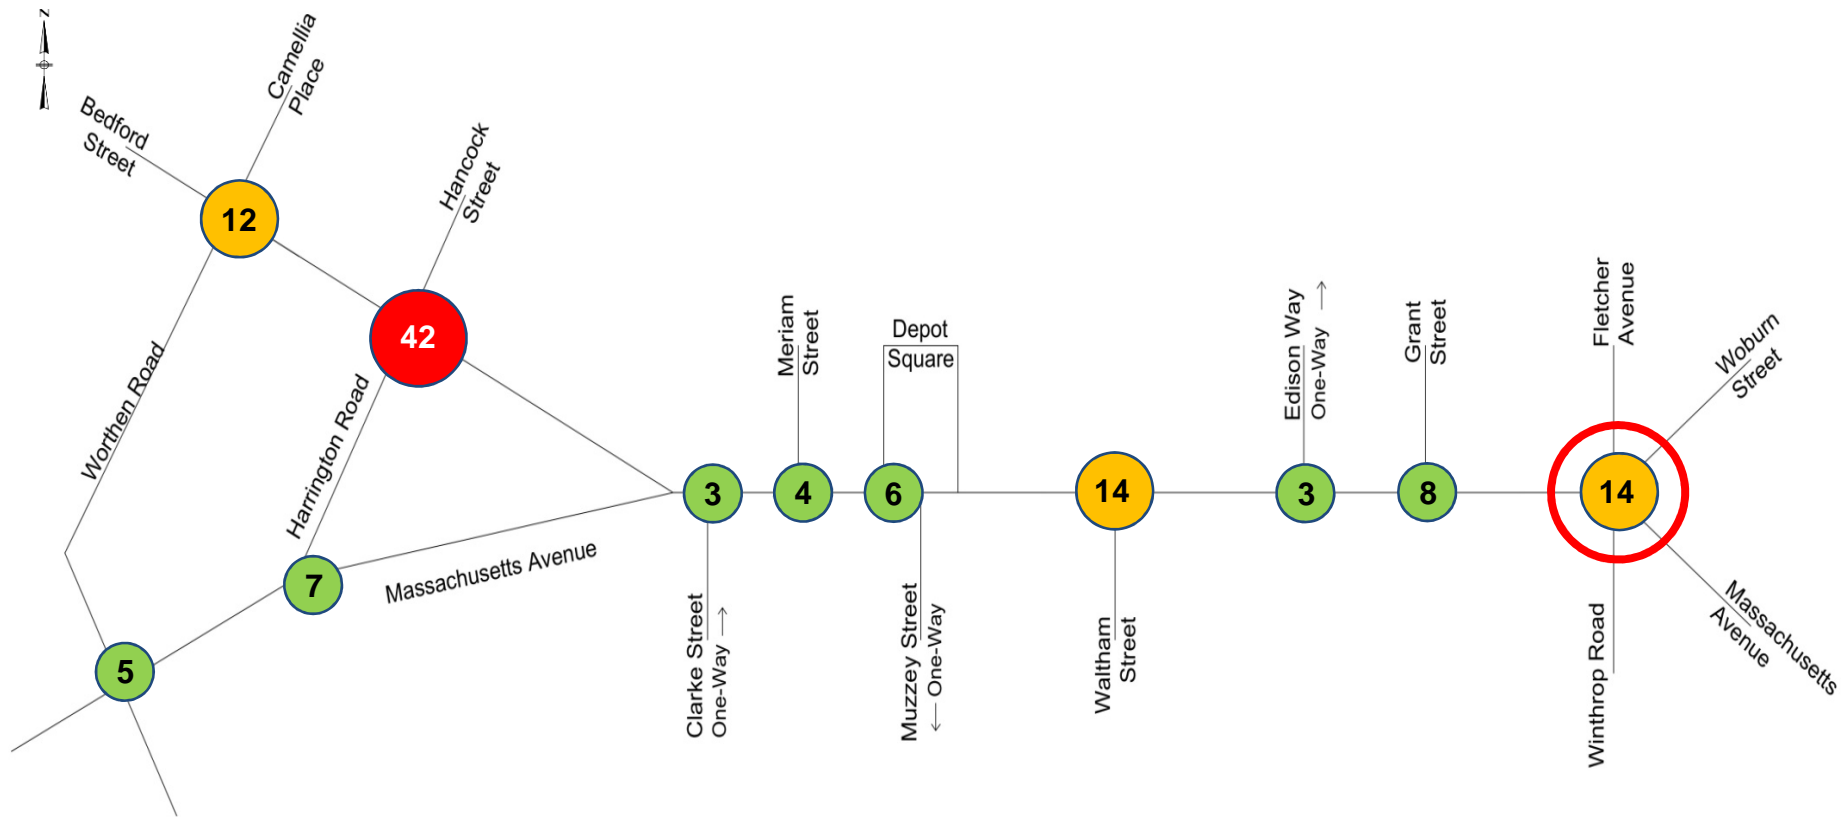 N
Camellia
Place
Bedford
Street
Hancock
Street
12
42
Worthen Road
Harrington Road
Massachusetts Avenue
7
5
Meriam
Street
Depot
Square
3
4
6
14
Clarke Street
One-Way →
Muzzey Street
← One-Way
Waltham
Street
Edison Way
One-Way →
Grant
Street
Fletcher
Avenue
Woburn
Street
3
8
14
Winthrop Road
Massachusetts
Avenue